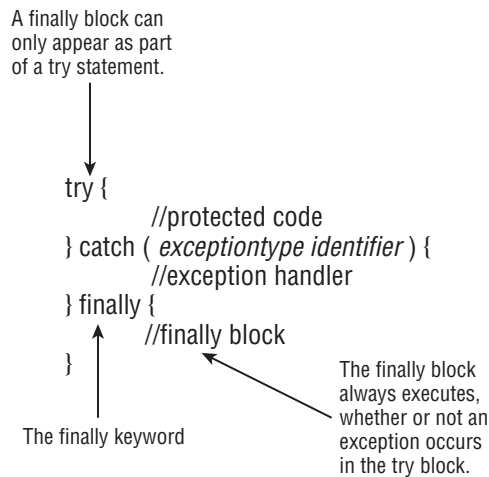 A finally block can
only appear as part
of a try statement.
try {
//protected code
} catch ( exceptiontype identifier ) {
//exception handler
} finally {
//finally block
}
The finally keyword
The finally block
always executes,
whether or not an
exception occurs
in the try block.